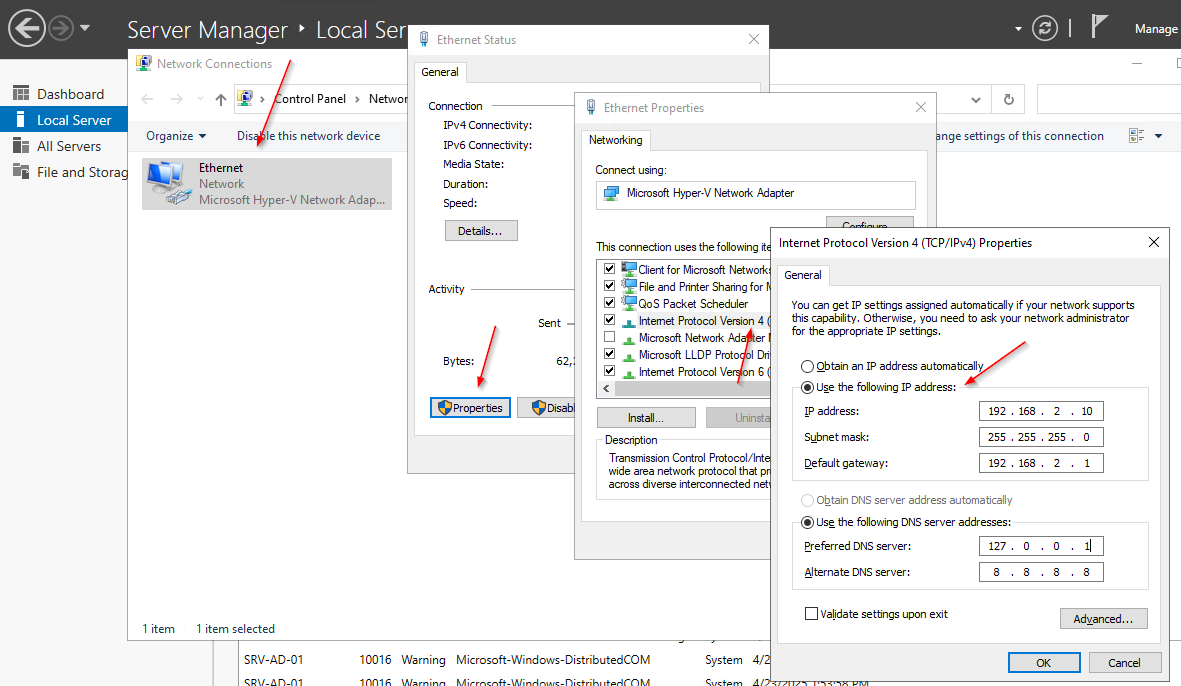 Server Manager ‣ Local Ser
Manage
Dashboard
Local Server
All Servers
File and Storag
Network Connections
Control Panel > Networ
Organize
Disable this network device
ange settings of this connection
Ethernet
Network
Microsoft Hyper-V Network Adap...
1 item
1 item selected
Ethernet Status
General
Connection
IPv4 Connectivity:
IPv6 Connectivity:
Media State:
Duration:
Speed:
Details...
Activity
Sent
Bytes: 62,
Properties
Disabl
Ethernet Properties
Networking
Connect using:
Microsoft Hyper-V Network Adapter
Configure
This connection uses the following ite
Client for Microsoft Networks
File and Printer Sharing for M
QoS Packet Scheduler
Internet Protocol Version 4 (
Microsoft Network Adapter M
Microsoft LLDP Protocol Dri
Internet Protocol Version 6 (
Install...
Uninsta
Description
Transmission Control Protocol/Inte
wide area network protocol that pr
across diverse interconnected netw
Internet Protocol Version 4 (TCP/IPv4) Properties
General
You can get IP settings assigned automatically if your network supports
this capability. Otherwise, you need to ask your network administrator
for the appropriate IP settings.
Obtain an IP address automatically
Use the following IP address:
IP address: 192 . 168 . 2 . 10
Subnet mask: 255 . 255 . 255 . 0
Default gateway: 192 . 168 . 2 . 1
Obtain DNS server address automatically
Use the following DNS server addresses:
Preferred DNS server: 127 . 0 . 0 . 1
Alternate DNS server: 8 . 8 . 8 . 8
Validate settings upon exit
Advanced...
OK
Cancel
SRV-AD-01 10016 Warning Microsoft-Windows-DistributedCOM System 4/2
SRV-AD-01 10016 Warning Microsoft-Windows-DistributedCOM System 4/23/2025 1:53:58 PM